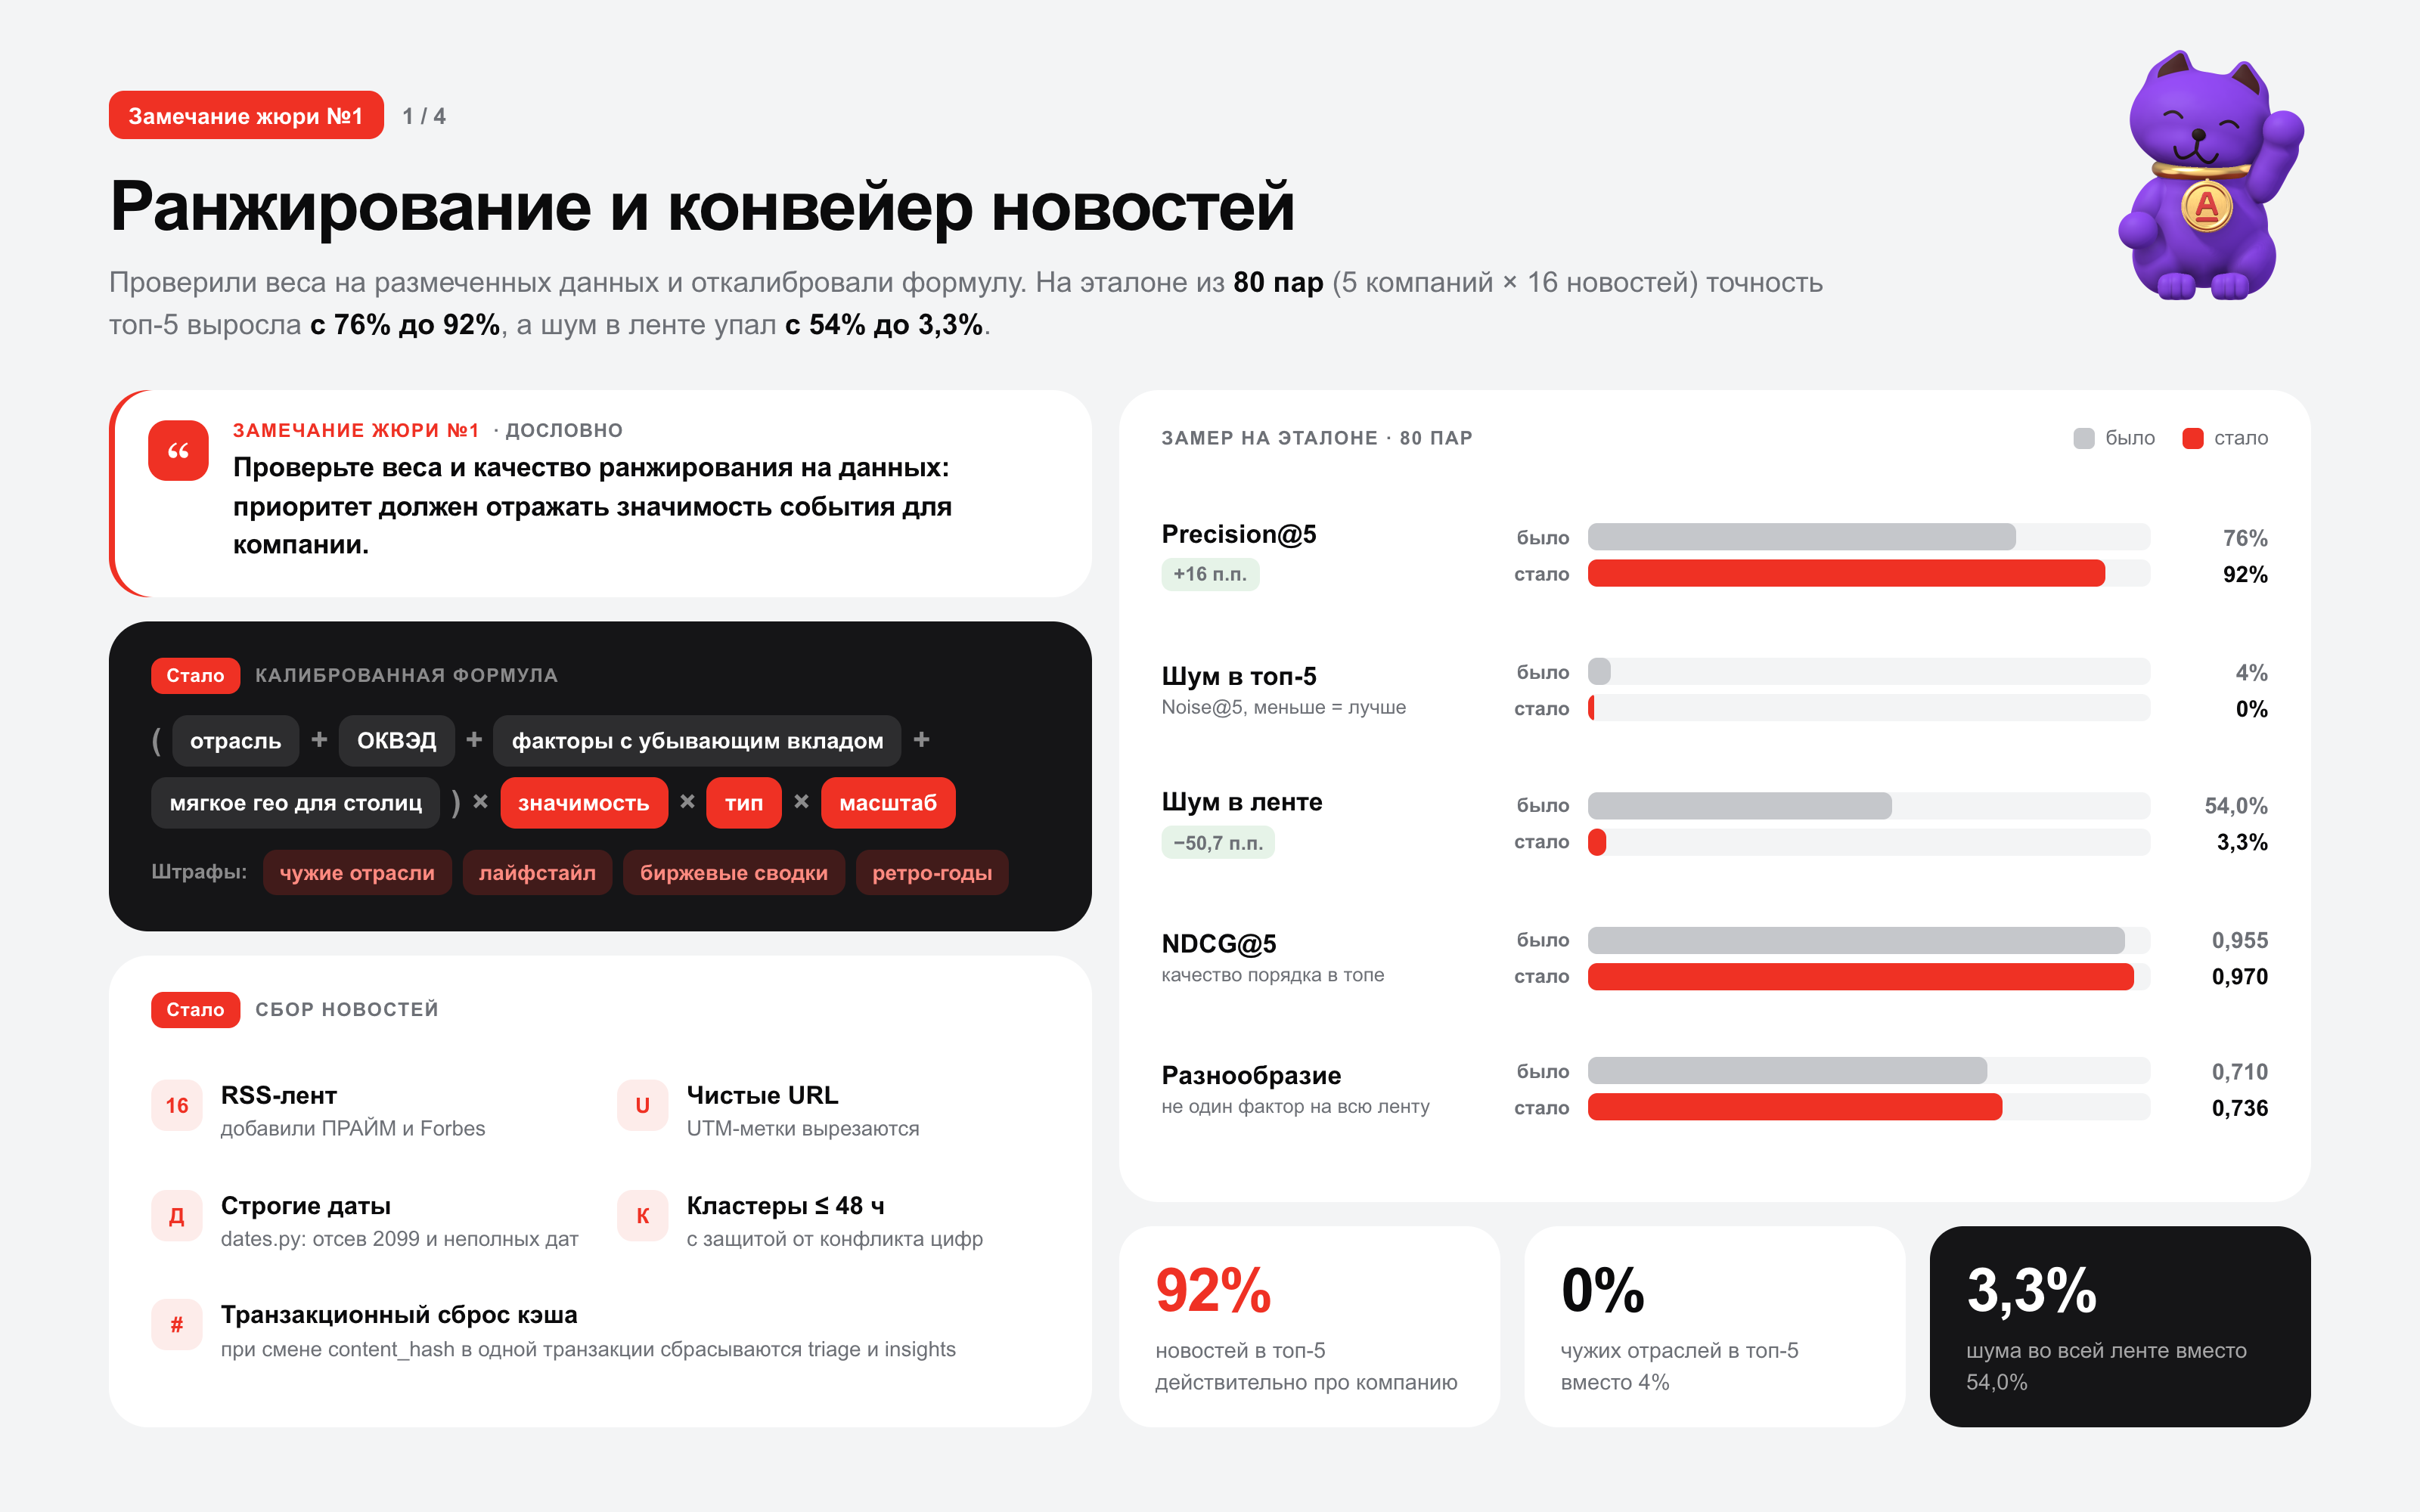 Замечание жюри №1 1 / 4
Ранжирование и конвейер новостей
Проверили веса на размеченных данных и откалибровали формулу. На эталоне из 80 пар (5 компаний × 16 новостей) точность
топ-5 выросла с 76% до 92%, а шум в ленте упал с 54% до 3,3%.
“
ЗАМЕЧАНИЕ ЖЮРИ №1 · ДОСЛОВНО
Проверьте веса и качество ранжирования на данных:
приоритет должен отражать значимость события для
компании.
Стало КАЛИБРОВАННАЯ ФОРМУЛА
( отрасль + ОКВЭД + факторы с убывающим вкладом +
мягкое гео для столиц ) × значимость × тип × масштаб
Штрафы: чужие отрасли лайфстайл биржевые сводки ретро-годы
Стало СБОР НОВОСТЕЙ
16 RSS-лент
добавили ПРАЙМ и Forbes
U Чистые URL
UTM-метки вырезаются
Д Строгие даты
dates.py: отсев 2099 и неполных дат
К Кластеры ≤ 48 ч
с защитой от конфликта цифр
# Транзакционный сброс кэша
при смене content_hash в одной транзакции сбрасываются triage и insights
ЗАМЕР НА ЭТАЛОНЕ · 80 ПАР
было стало
Precision@5
+16 п.п.
было 76%
стало 92%
Шум в топ-5
Noise@5, меньше = лучше
было 4%
стало 0%
Шум в ленте
−50,7 п.п.
было 54,0%
стало 3,3%
NDCG@5
качество порядка в топе
было 0,955
стало 0,970
Разнообразие
не один фактор на всю ленту
было 0,710
стало 0,736
92%
новостей в топ-5
действительно про компанию
0%
чужих отраслей в топ-5
вместо 4%
3,3%
шума во всей ленте вместо
54,0%
А